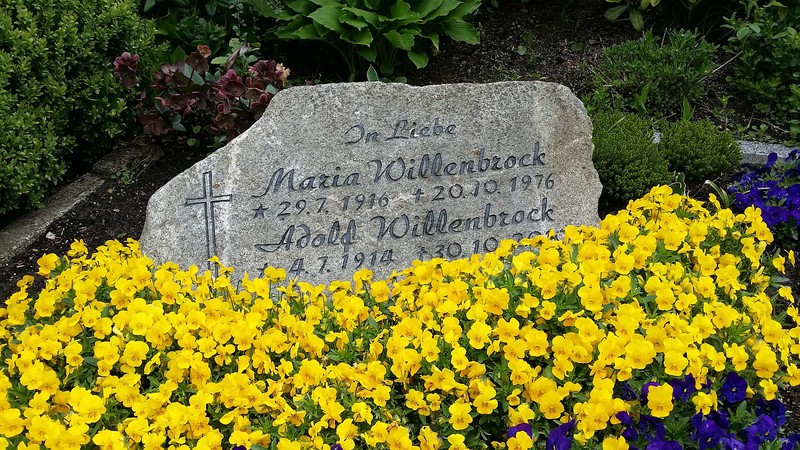 In Liebe
Maria Willenbrock
* 29.7. 1916 + 20.10. 1976
Adolf Willenbrock
* 4.7. 1914 + 30.10.